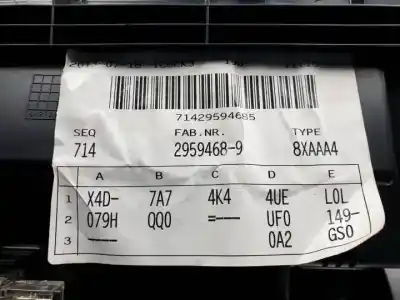 71429594685
SEQ FAB.NR. TYPE
714 2959468-9 8XAAA4
A B C D E
1 X4D- 7A7 4K4 4UE L0L
2 079H QQ0 =--- UF0 149-
3 ---- 0A2 GS0